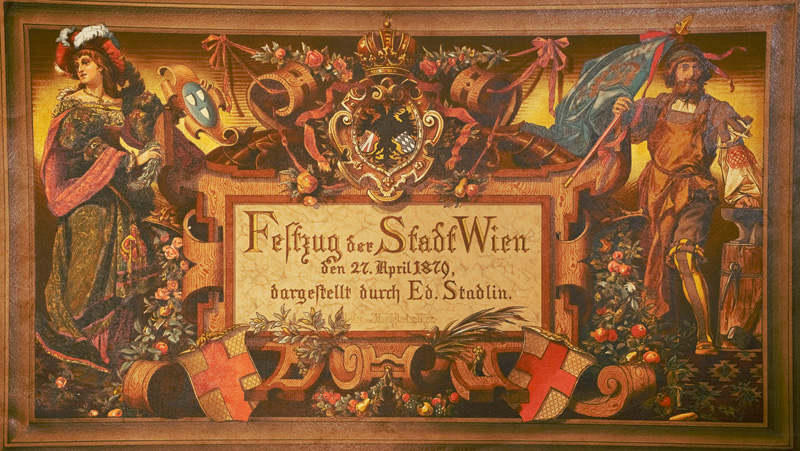 Festzug der Stadt Wien
den 27. April 1879,
dargestellt durch Ed. Stadlin.